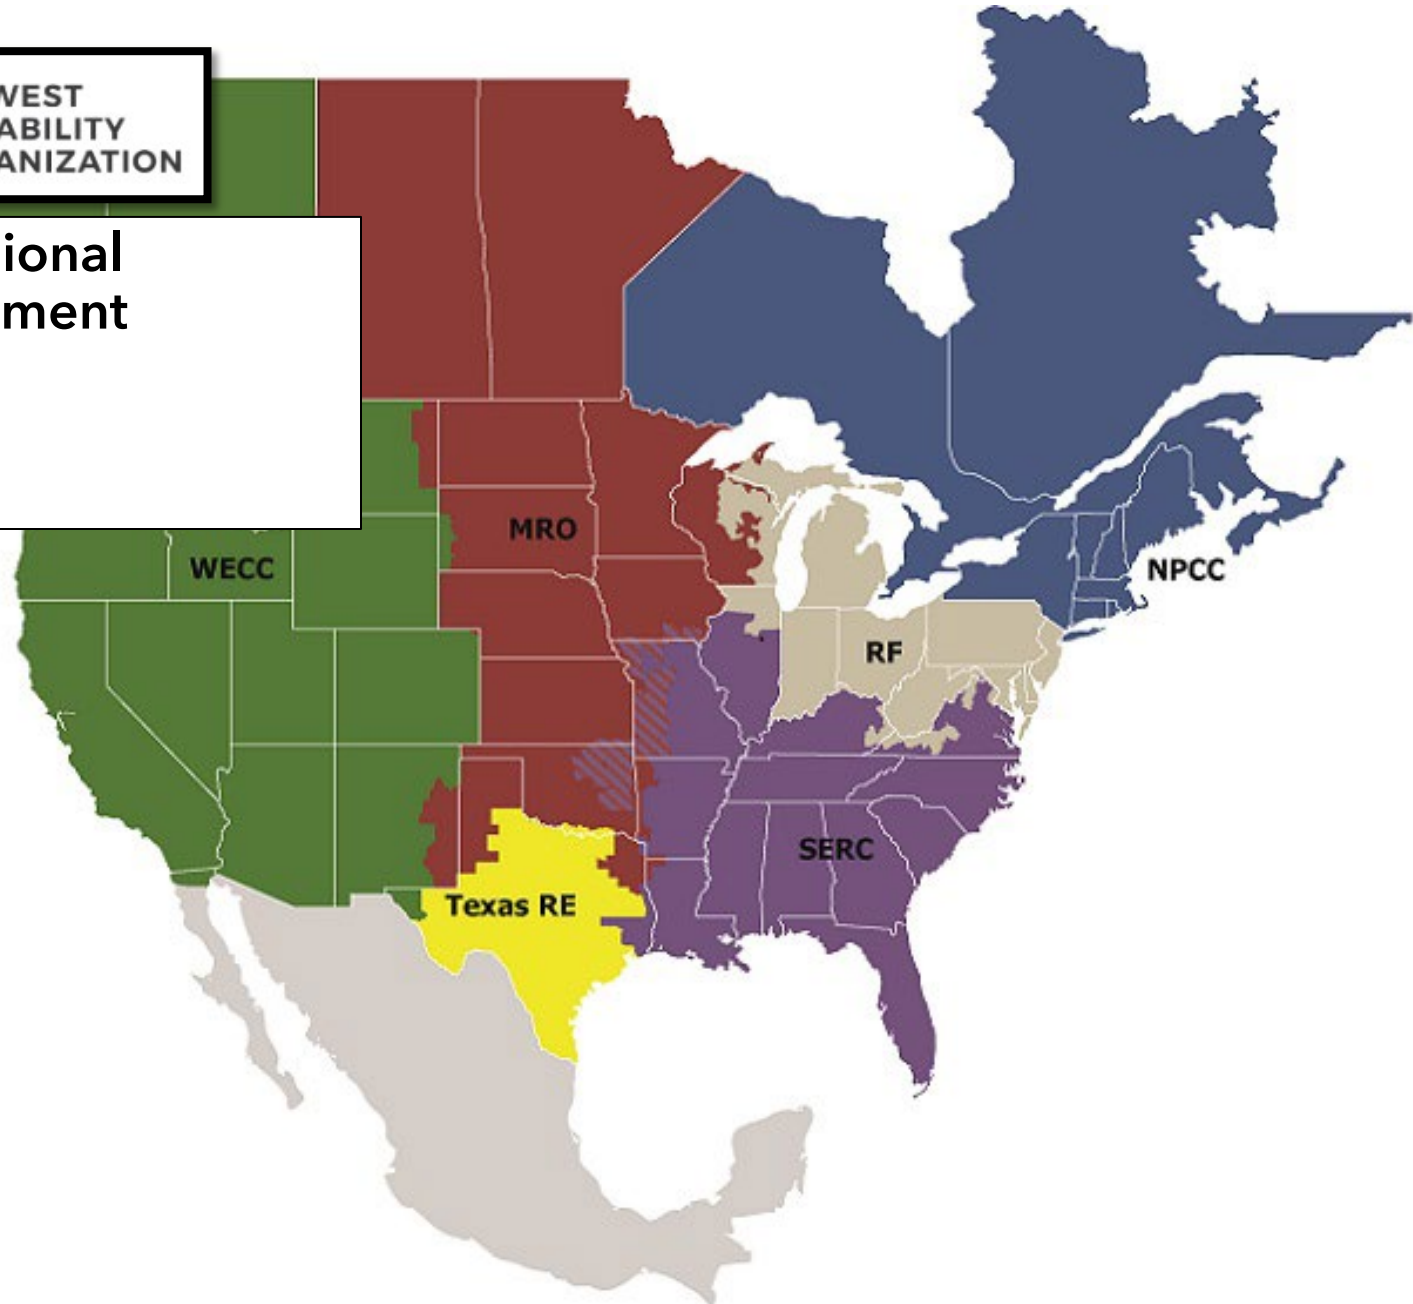 WEST
ABILITY
ANIZATION
ional
ment
MRO
WECC
NPCC
RF
SERC
Texas RE